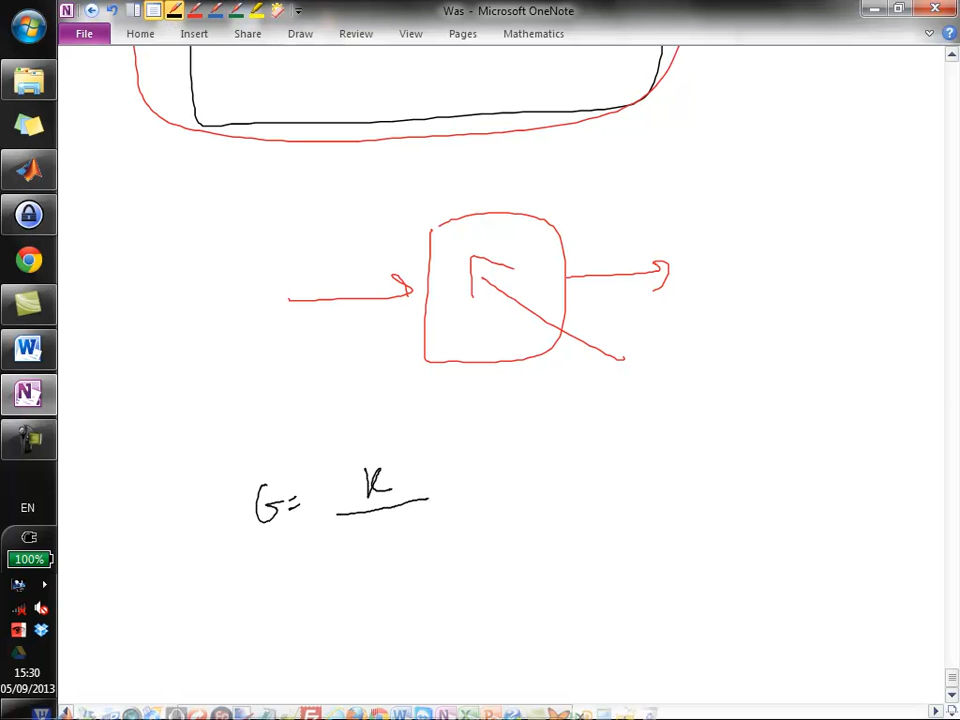 Was - Microsoft OneNote
File Home Insert Share Draw Review View Pages Mathematics
G= K
EN
100%
15:30
05/09/2013